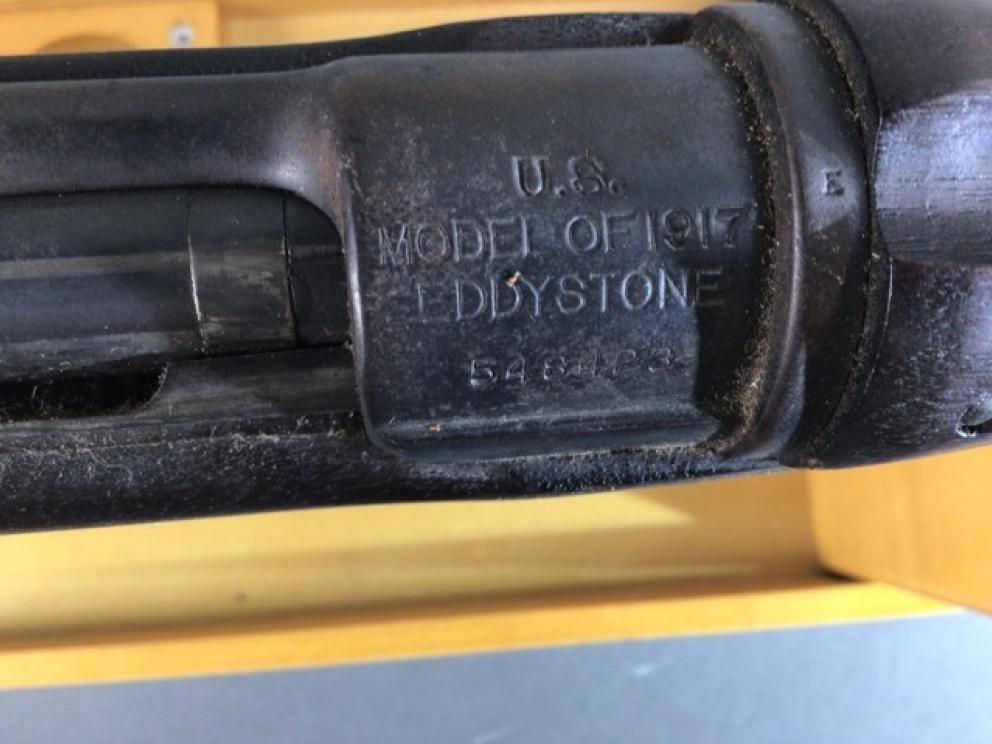 U.S.
MODEL OF 1917
EDDYSTONE
548423
E